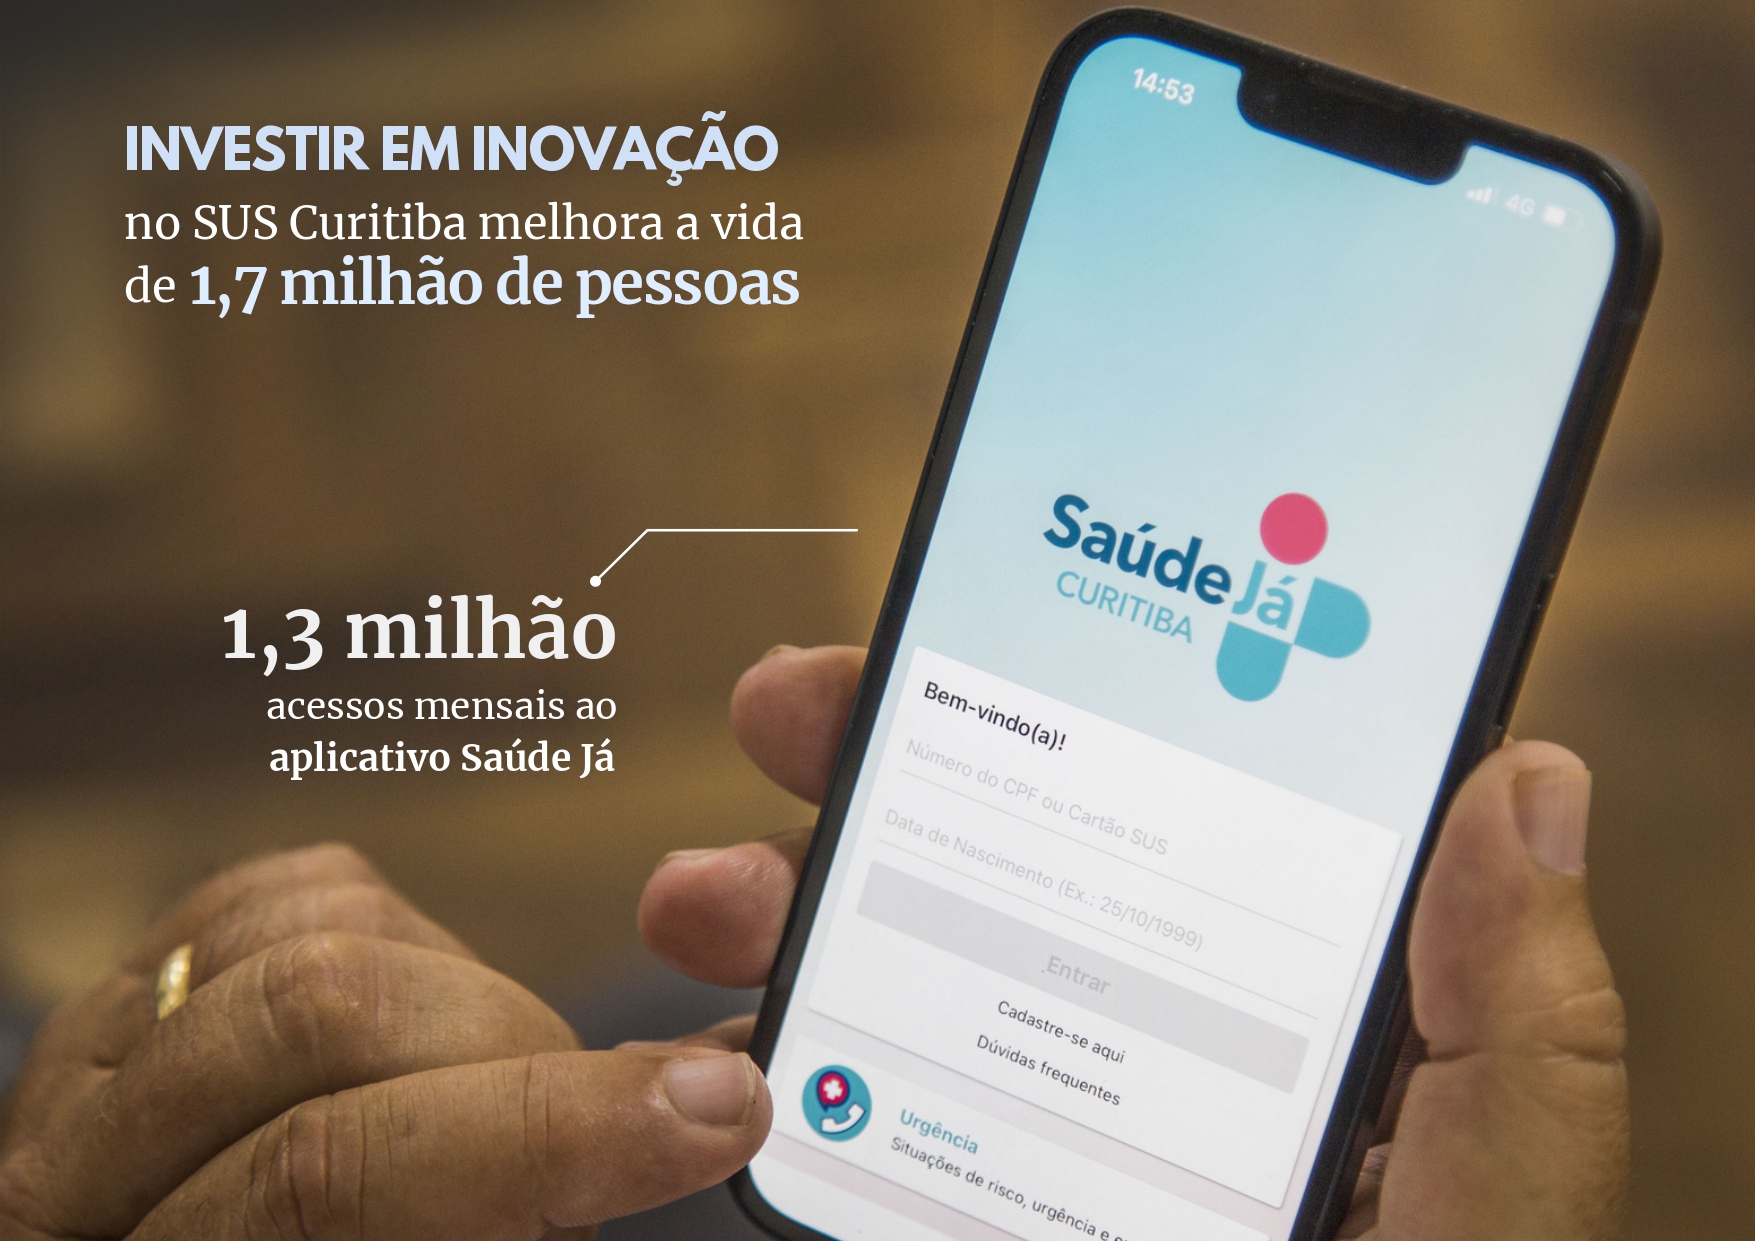 INVESTIR EM INOVAÇÃO
no SUS Curitiba melhora a vida
de 1,7 milhão de pessoas
1,3 milhão
acessos mensais ao
aplicativo Saúde Já
14:53
4G
Saúde Já
CURITIBA
Bem-vindo(a)!
Número do CPF ou Cartão SUS
Data de Nascimento (Ex.: 25/10/1999)
Entrar
Cadastre-se aqui
Dúvidas frequentes
Urgência
Situações de risco, urgência e